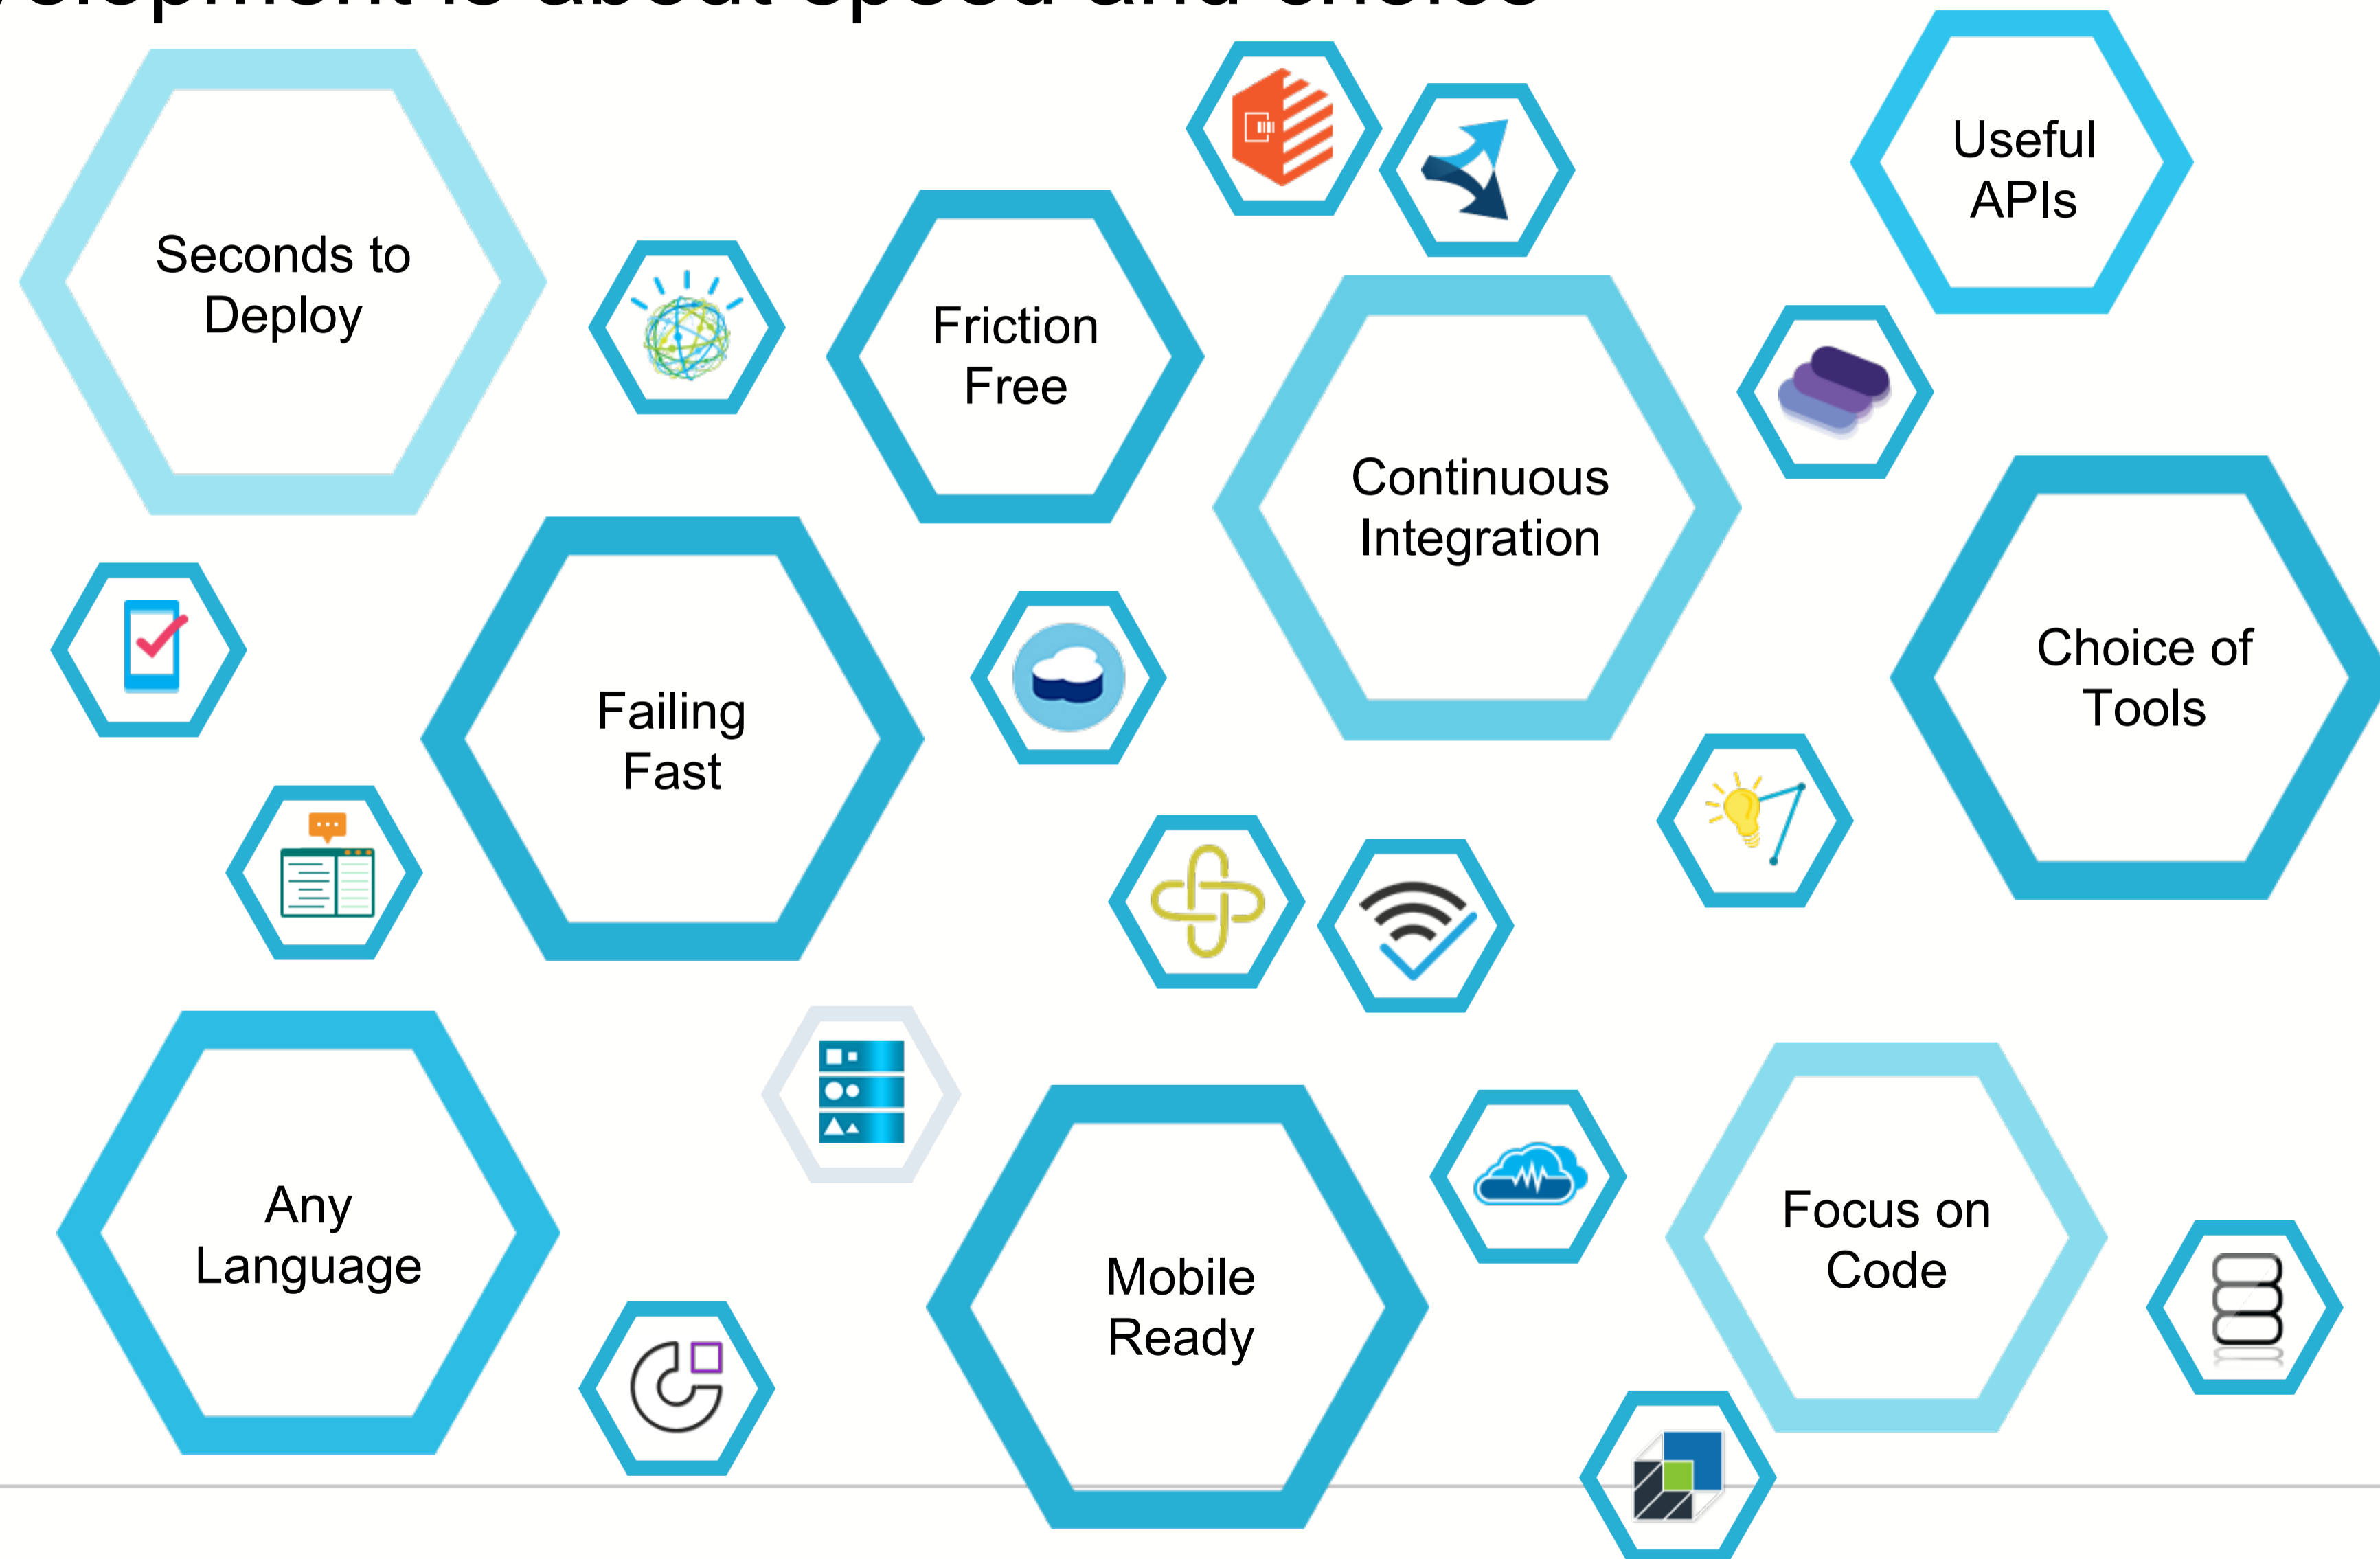 Useful
APIs
Seconds to
Deploy
Friction
Free
Continuous
Integration
Choice of
Tools
Failing
Fast
Any
Language
Mobile
Ready
Focus on
Code